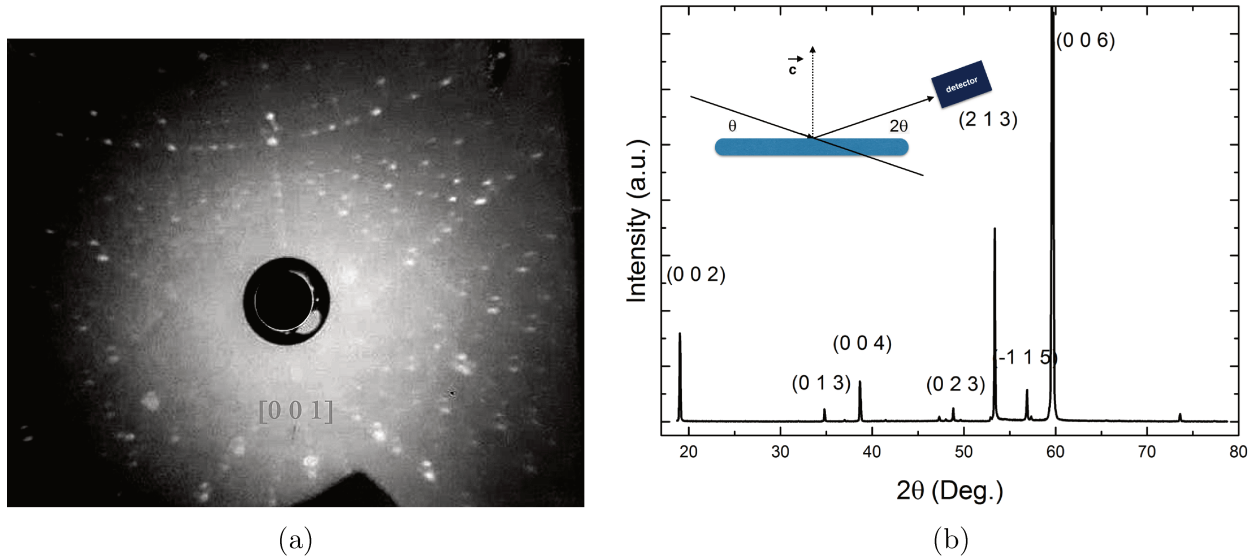 [0 0 1]
(a)
Intensity (a.u.)
2θ (Deg.)
20 30 40 50 60 70 80
(0 0 2)
(0 1 3)
(0 0 4)
(0 2 3)
(2 1 3)
(-1 1 5)
(0 0 6)
c
θ
2θ
detector
(b)